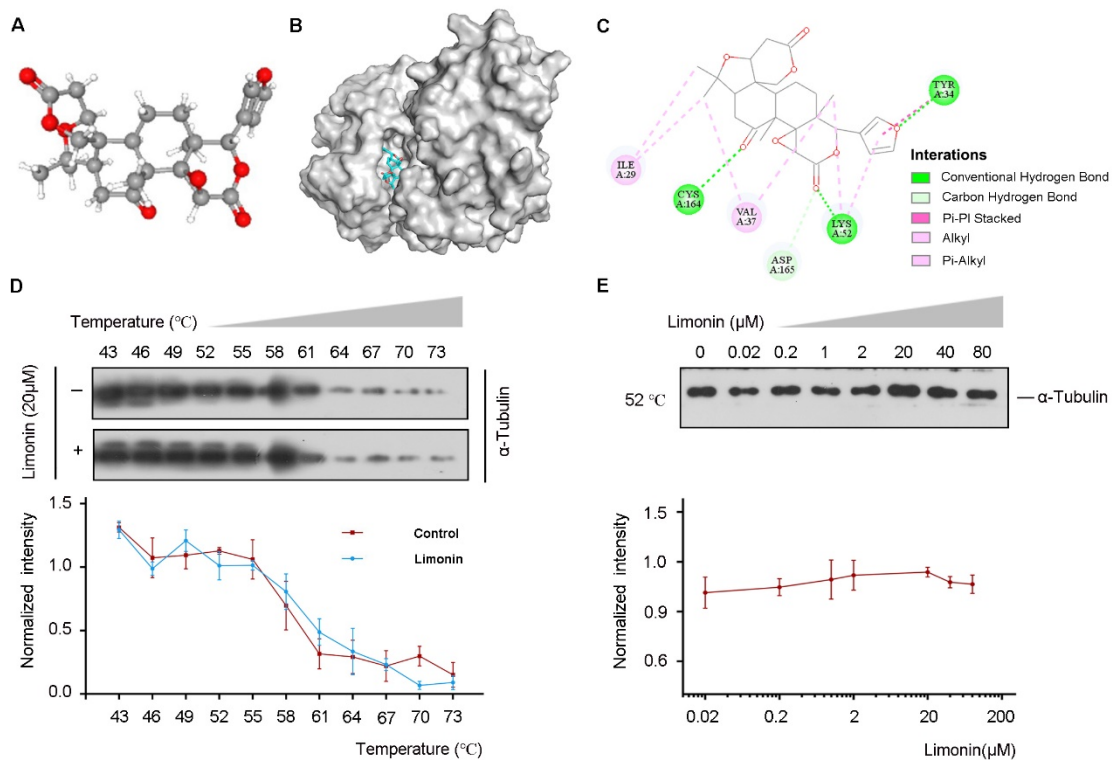 A
B
C
TYR
A:34
ILE
A:29
CYS
A:164
VAL
A:37
LYS
A:52
ASP
A:165
Interations
Conventional Hydrogen Bond
Carbon Hydrogen Bond
Pi-PI Stacked
Alkyl
Pi-Alkyl
D
Temperature (℃)
43 46 49 52 55 58 61 64 67 70 73
Limonin (20μM)
−
+
α-Tubulin
Normalized intensity
1.5
1.0
0.5
0.0
Control
Limonin
43 46 49 52 55 58 61 64 67 70 73
Temperature (℃)
E
Limonin (μM)
0 0.02 0.2 1 2 20 40 80
52 ℃
α-Tubulin
Normalized intensity
1.5
1.0
0.9
0.6
0.02 0.2 2 20 200
Limonin(μM)